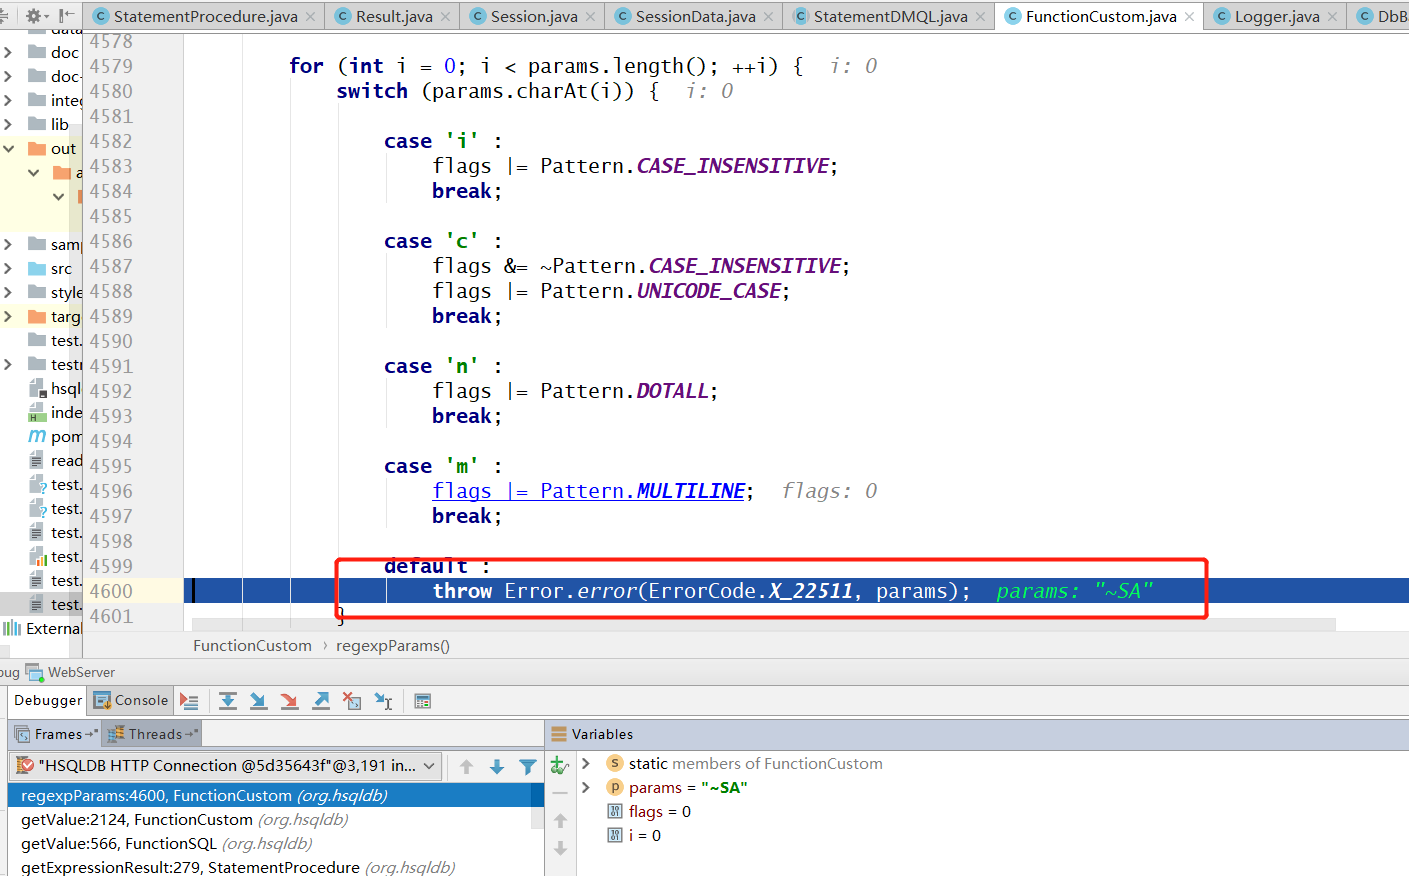 StatementProcedure.java
Result.java
Session.java
SessionData.java
StatementDMQL.java
FunctionCustom.java
Logger.java
DbBa
data
doc
doc-
integ
lib
out
a
samp
src
style
targ
test.
testr
hsqld
inde
pom
read
test.
test.
test.
test.
test.
test.
External
4578
4579 for (int i = 0; i < params.length(); ++i) { i: 0
4580 switch (params.charAt(i)) { i: 0
4581
4582 case 'i' :
4583 flags |= Pattern.CASE_INSENSITIVE;
4584 break;
4585
4586 case 'c' :
4587 flags &= ~Pattern.CASE_INSENSITIVE;
4588 flags |= Pattern.UNICODE_CASE;
4589 break;
4590
4591 case 'n' :
4592 flags |= Pattern.DOTALL;
4593 break;
4594
4595 case 'm' :
4596 flags |= Pattern.MULTILINE; flags: 0
4597 break;
4598
4599 default :
4600 throw Error.error(ErrorCode.X_22511, params); params: "~SA"
4601 }
FunctionCustom › regexpParams()
bug WebServer
Debugger Console
Frames Threads
"HSQLDB HTTP Connection @5d35643f"@3,191 in...
regexpParams:4600, FunctionCustom (org.hsqldb)
getValue:2124, FunctionCustom (org.hsqldb)
getValue:566, FunctionSQL (org.hsqldb)
getExpressionResult:279, StatementProcedure (org.hsqldb)
Variables
static members of FunctionCustom
params = "~SA"
flags = 0
i = 0